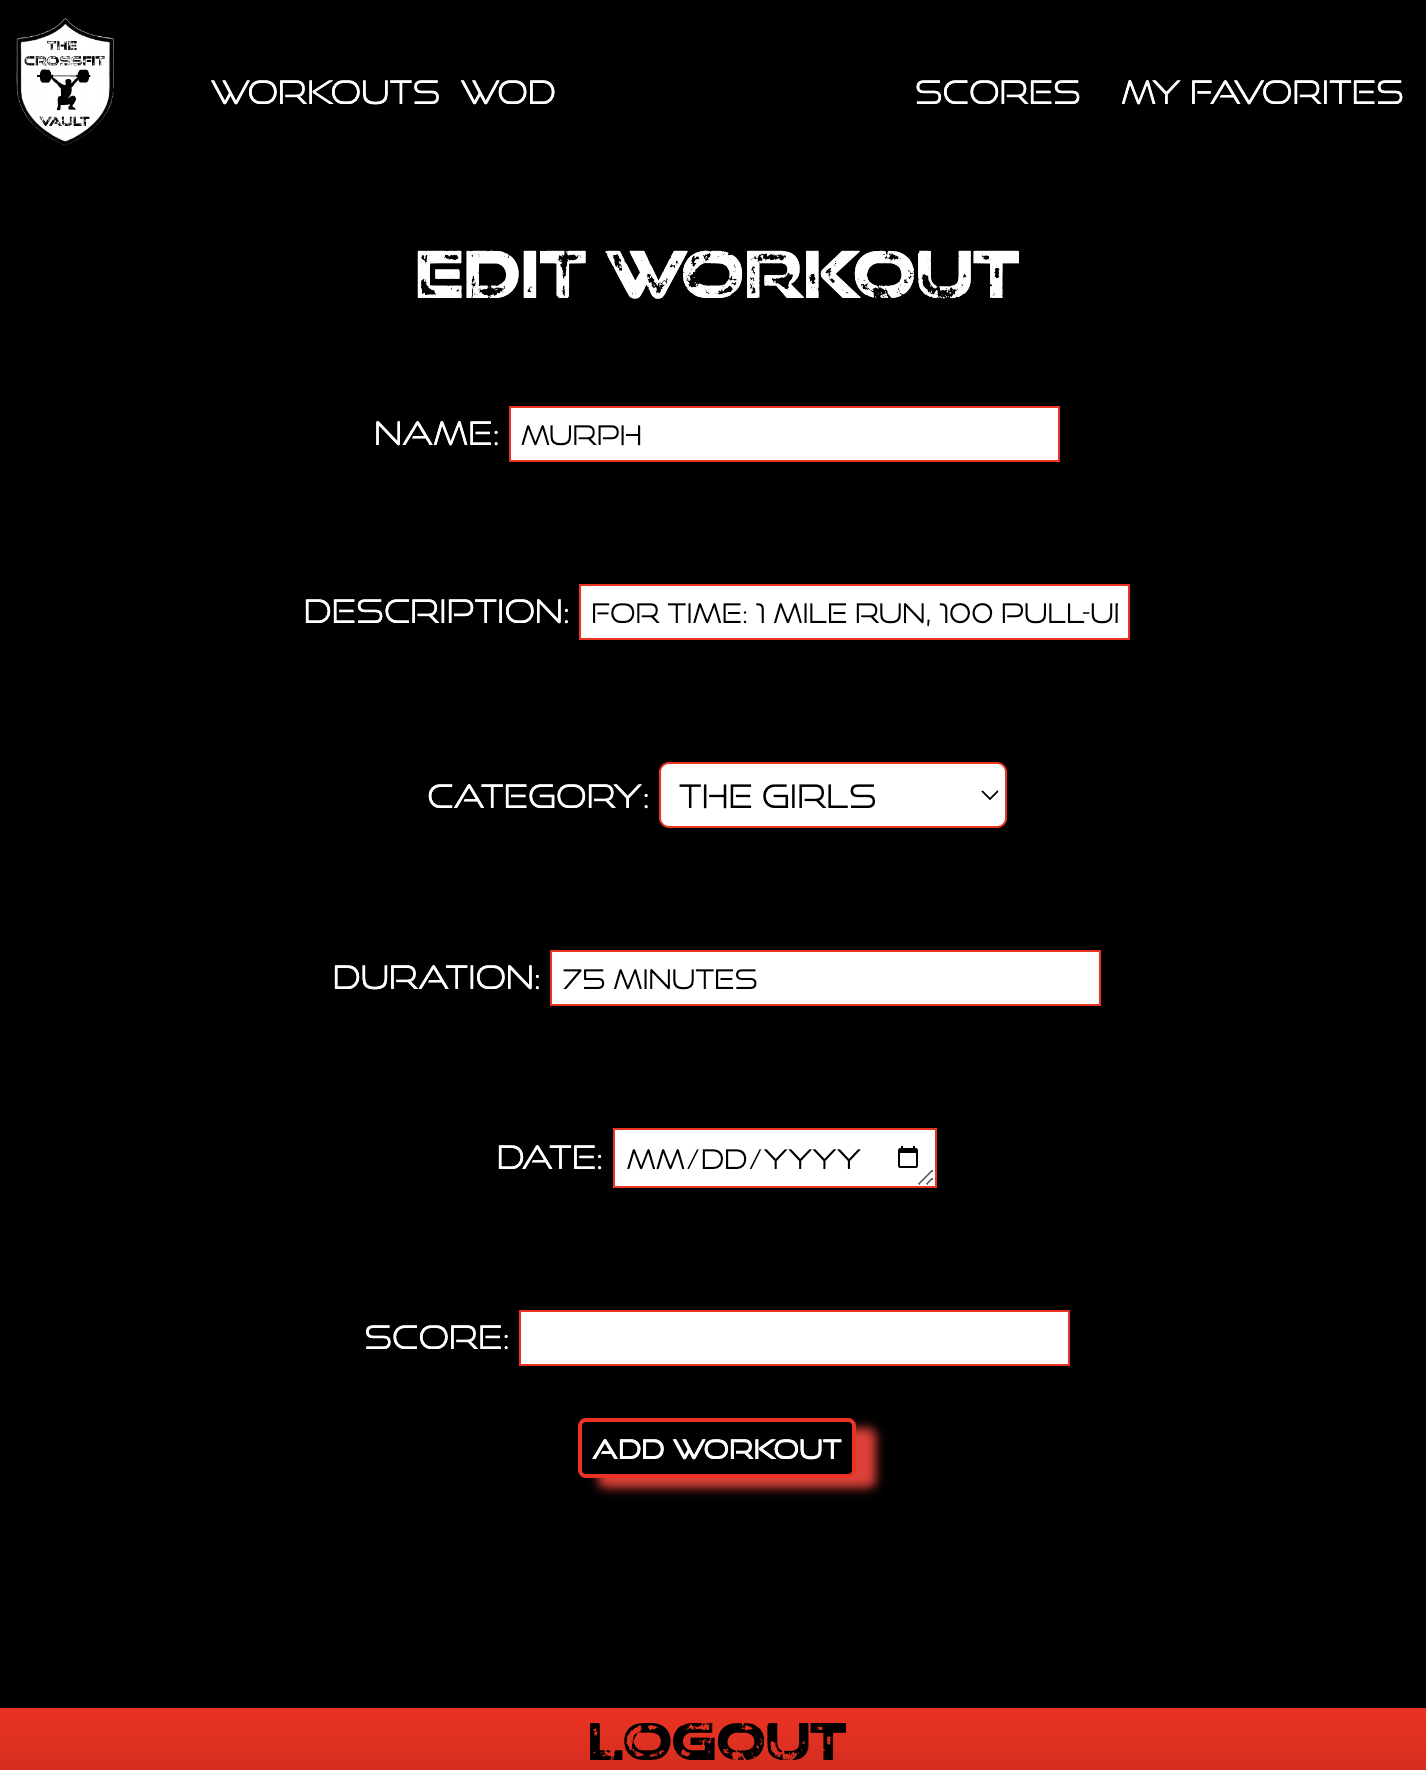 THE
CROSSFIT
VAULT
WORKOUTS WOD SCORES MY FAVORITES
EDIT WORKOUT
NAME: MURPH
DESCRIPTION: FOR TIME: 1 MILE RUN, 100 PULL-U
CATEGORY: THE GIRLS
DURATION: 75 MINUTES
DATE: MM/DD/YYYY
SCORE:
ADD WORKOUT
LOGOUT